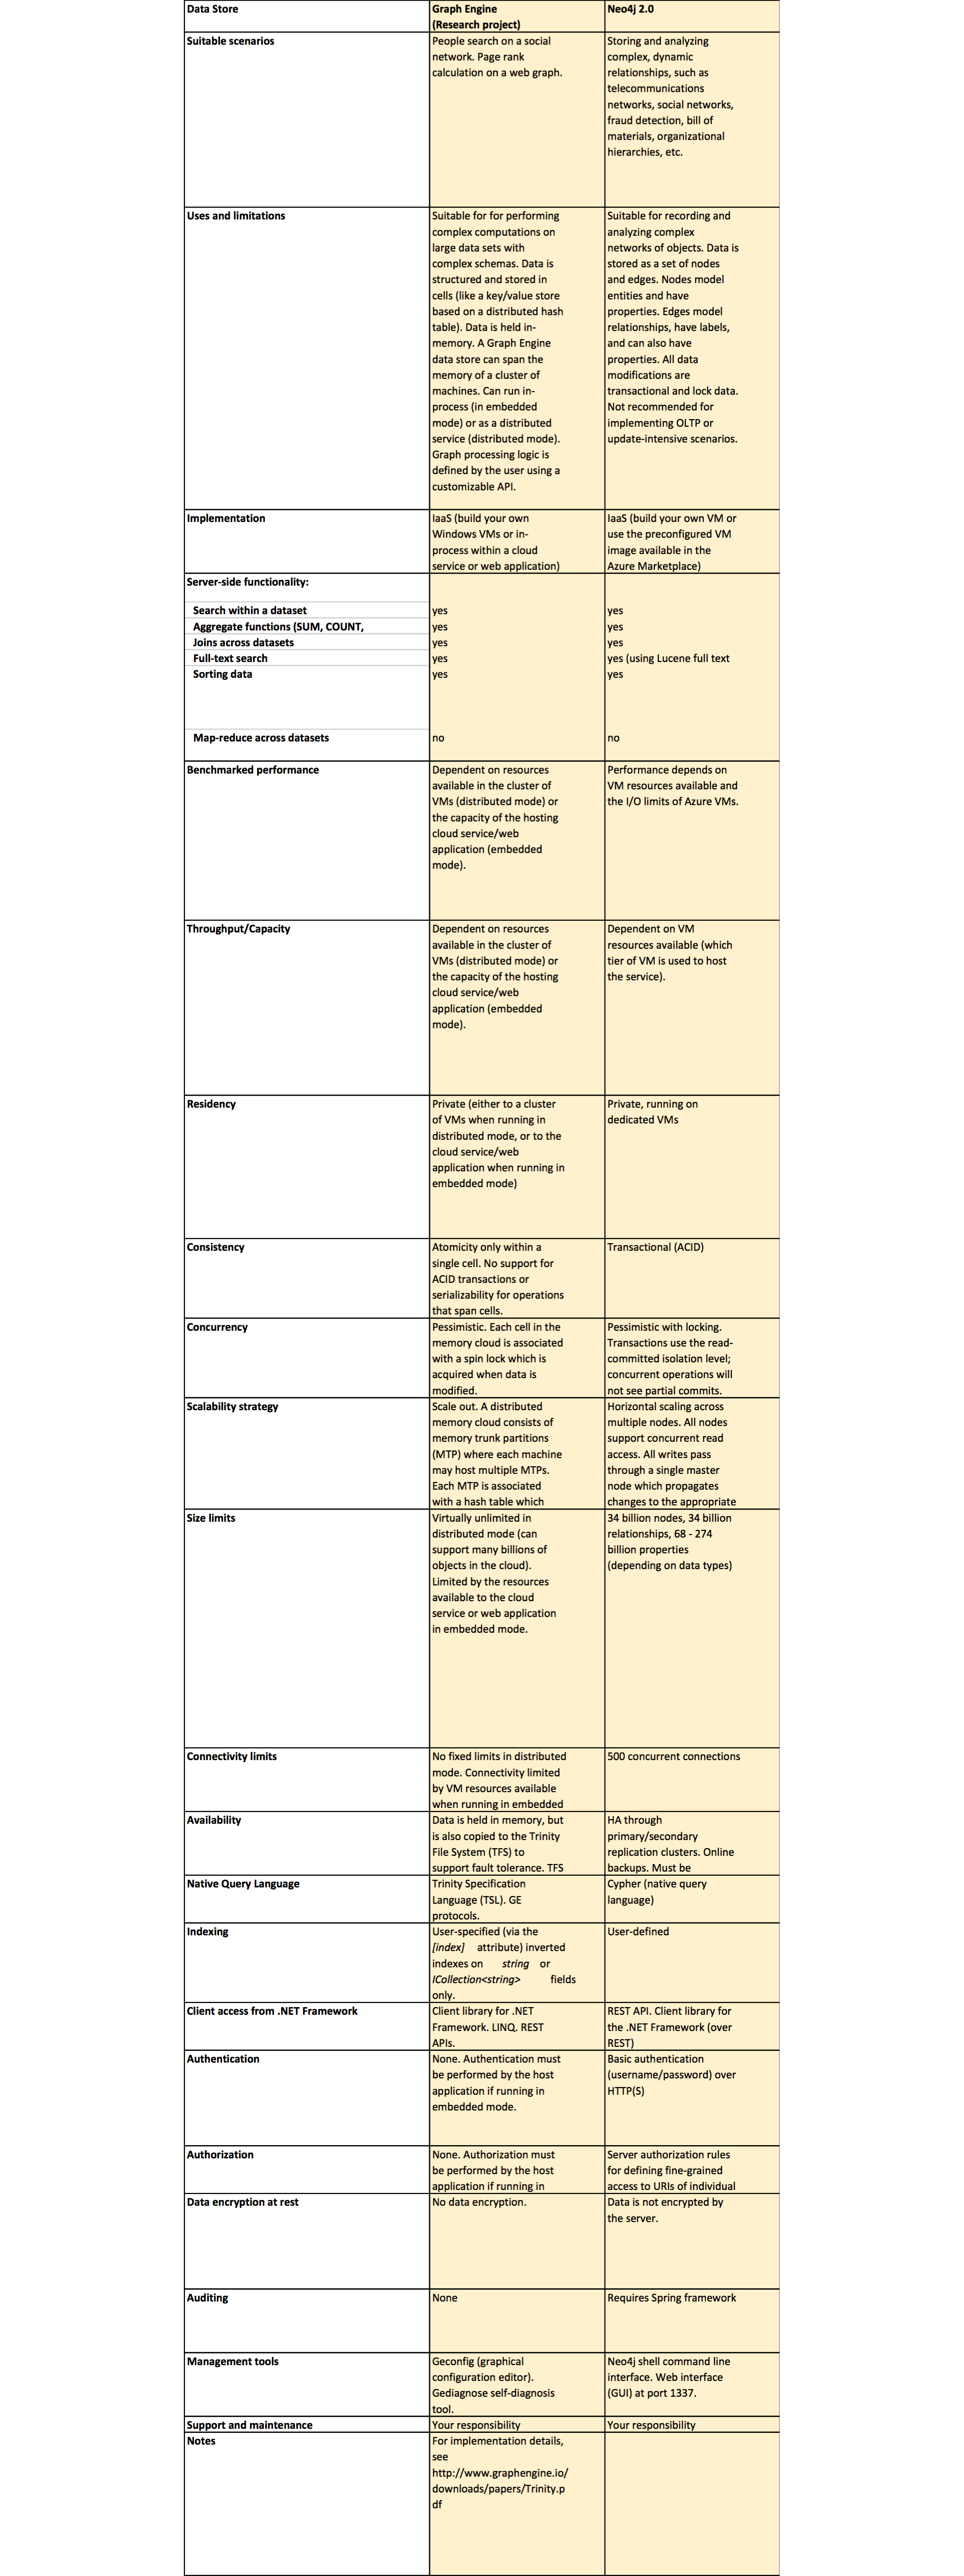 Data Store
Graph Engine
(Research project)
Neo4j 2.0
Suitable scenarios
People search on a social
network. Page rank
calculation on a web graph.
Storing and analyzing
complex, dynamic
relationships, such as
telecommunications
networks, social networks,
fraud detection, bill of
materials, organizational
hierarchies, etc.
Uses and limitations
Suitable for for performing
complex computations on
large data sets with
complex schemas. Data is
structured and stored in
cells (like a key/value store
based on a distributed hash
table). Data is held in-
memory. A Graph Engine
data store can span the
memory of a cluster of
machines. Can run in-
process (in embedded
mode) or as a distributed
service (distributed mode).
Graph processing logic is
defined by the user using a
customizable API.
Suitable for recording and
analyzing complex
networks of objects. Data is
stored as a set of nodes
and edges. Nodes model
entities and have
properties. Edges model
relationships, have labels,
and can also have
properties. All data
modifications are
transactional and lock data.
Not recommended for
implementing OLTP or
update-intensive scenarios.
Implementation
IaaS (build your own
Windows VMs or in-
process within a cloud
service or web application)
IaaS (build your own VM or
use the preconfigured VM
image available in the
Azure Marketplace)
Server-side functionality:
Search within a dataset
yes
yes
Aggregate functions (SUM, COUNT,
yes
yes
Joins across datasets
yes
yes
Full-text search
yes
yes (using Lucene full text
Sorting data
yes
yes
Map-reduce across datasets
no
no
Benchmarked performance
Dependent on resources
available in the cluster of
VMs (distributed mode) or
the capacity of the hosting
cloud service/web
application (embedded
mode).
Performance depends on
VM resources available and
the I/O limits of Azure VMs.
Throughput/Capacity
Dependent on resources
available in the cluster of
VMs (distributed mode) or
the capacity of the hosting
cloud service/web
application (embedded
mode).
Dependent on VM
resources available (which
tier of VM is used to host
the service).
Residency
Private (either to a cluster
of VMs when running in
distributed mode, or to the
cloud service/web
application when running in
embedded mode)
Private, running on
dedicated VMs
Consistency
Atomicity only within a
single cell. No support for
ACID transactions or
serializability for operations
that span cells.
Transactional (ACID)
Concurrency
Pessimistic. Each cell in the
memory cloud is associated
with a spin lock which is
acquired when data is
modified.
Pessimistic with locking.
Transactions use the read-
committed isolation level;
concurrent operations will
not see partial commits.
Scalability strategy
Scale out. A distributed
memory cloud consists of
memory trunk partitions
(MTP) where each machine
may host multiple MTPs.
Each MTP is associated
with a hash table which
Horizontal scaling across
multiple nodes. All nodes
support concurrent read
access. All writes pass
through a single master
node which propagates
changes to the appropriate
Size limits
Virtually unlimited in
distributed mode (can
support many billions of
objects in the cloud).
Limited by the resources
available to the cloud
service or web application
in embedded mode.
34 billion nodes, 34 billion
relationships, 68 - 274
billion properties
(depending on data types)
Connectivity limits
No fixed limits in distributed
mode. Connectivity limited
by VM resources available
when running in embedded
500 concurrent connections
Availability
Data is held in memory, but
is also copied to the Trinity
File System (TFS) to
support fault tolerance. TFS
HA through
primary/secondary
replication clusters. Online
backups. Must be
Native Query Language
Trinity Specification
Language (TSL). GE
protocols.
Cypher (native query
language)
Indexing
User-specified (via the
[index] attribute) inverted
indexes on string or
ICollection<string> fields
only.
User-defined
Client access from .NET Framework
Client library for .NET
Framework. LINQ. REST
APIs.
REST API. Client library for
the .NET Framework (over
REST)
Authentication
None. Authentication must
be performed by the host
application if running in
embedded mode.
Basic authentication
(username/password) over
HTTP(S)
Authorization
None. Authorization must
be performed by the host
application if running in
Server authorization rules
for defining fine-grained
access to URIs of individual
Data encryption at rest
No data encryption.
Data is not encrypted by
the server.
Auditing
None
Requires Spring framework
Management tools
Geconfig (graphical
configuration editor).
Gediagnose self-diagnosis
tool.
Neo4j shell command line
interface. Web interface
(GUI) at port 1337.
Support and maintenance
Your responsibility
Your responsibility
Notes
For implementation details,
see
http://www.graphengine.io/
downloads/papers/Trinity.p
df